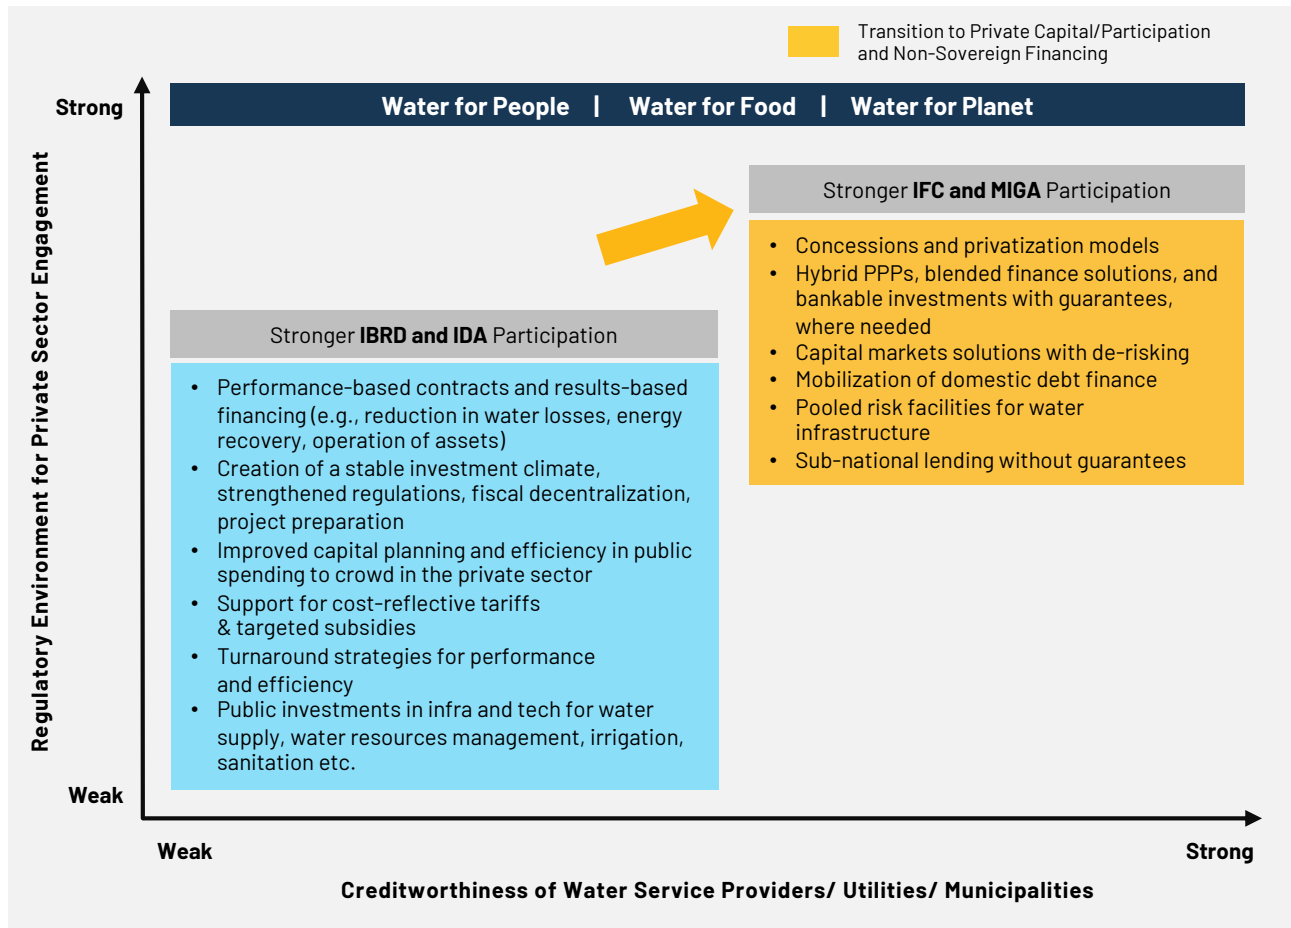 Transition to Private Capital/Participation
and Non-Sovereign Financing
Strong
Water for People | Water for Food | Water for Planet
Regulatory Environment for Private Sector Engagement
Stronger IFC and MIGA Participation
• Concessions and privatization models
• Hybrid PPPs, blended finance solutions, and
bankable investments with guarantees,
where needed
• Capital markets solutions with de-risking
• Mobilization of domestic debt finance
• Pooled risk facilities for water
infrastructure
• Sub-national lending without guarantees
Stronger IBRD and IDA Participation
• Performance-based contracts and results-based
financing (e.g., reduction in water losses, energy
recovery, operation of assets)
• Creation of a stable investment climate,
strengthened regulations, fiscal decentralization,
project preparation
• Improved capital planning and efficiency in public
spending to crowd in the private sector
• Support for cost-reflective tariffs
& targeted subsidies
• Turnaround strategies for performance
and efficiency
• Public investments in infra and tech for water
supply, water resources management, irrigation,
sanitation etc.
Weak
Weak
Strong
Creditworthiness of Water Service Providers/ Utilities/ Municipalities